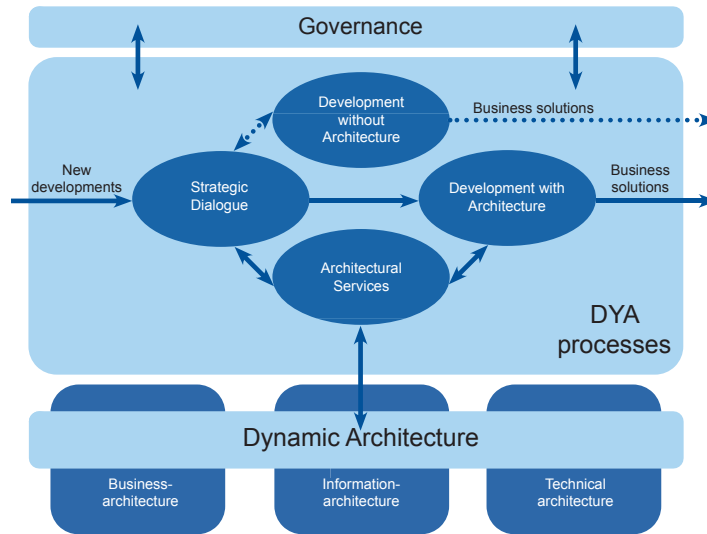 Governance
Development
without
Architecture
Business solutions
New
developments
Strategic
Dialogue
Development with
Architecture
Business
solutions
Architectural
Services
DYA
processes
Dynamic Architecture
Business-
architecture
Information-
architecture
Technical
architecture